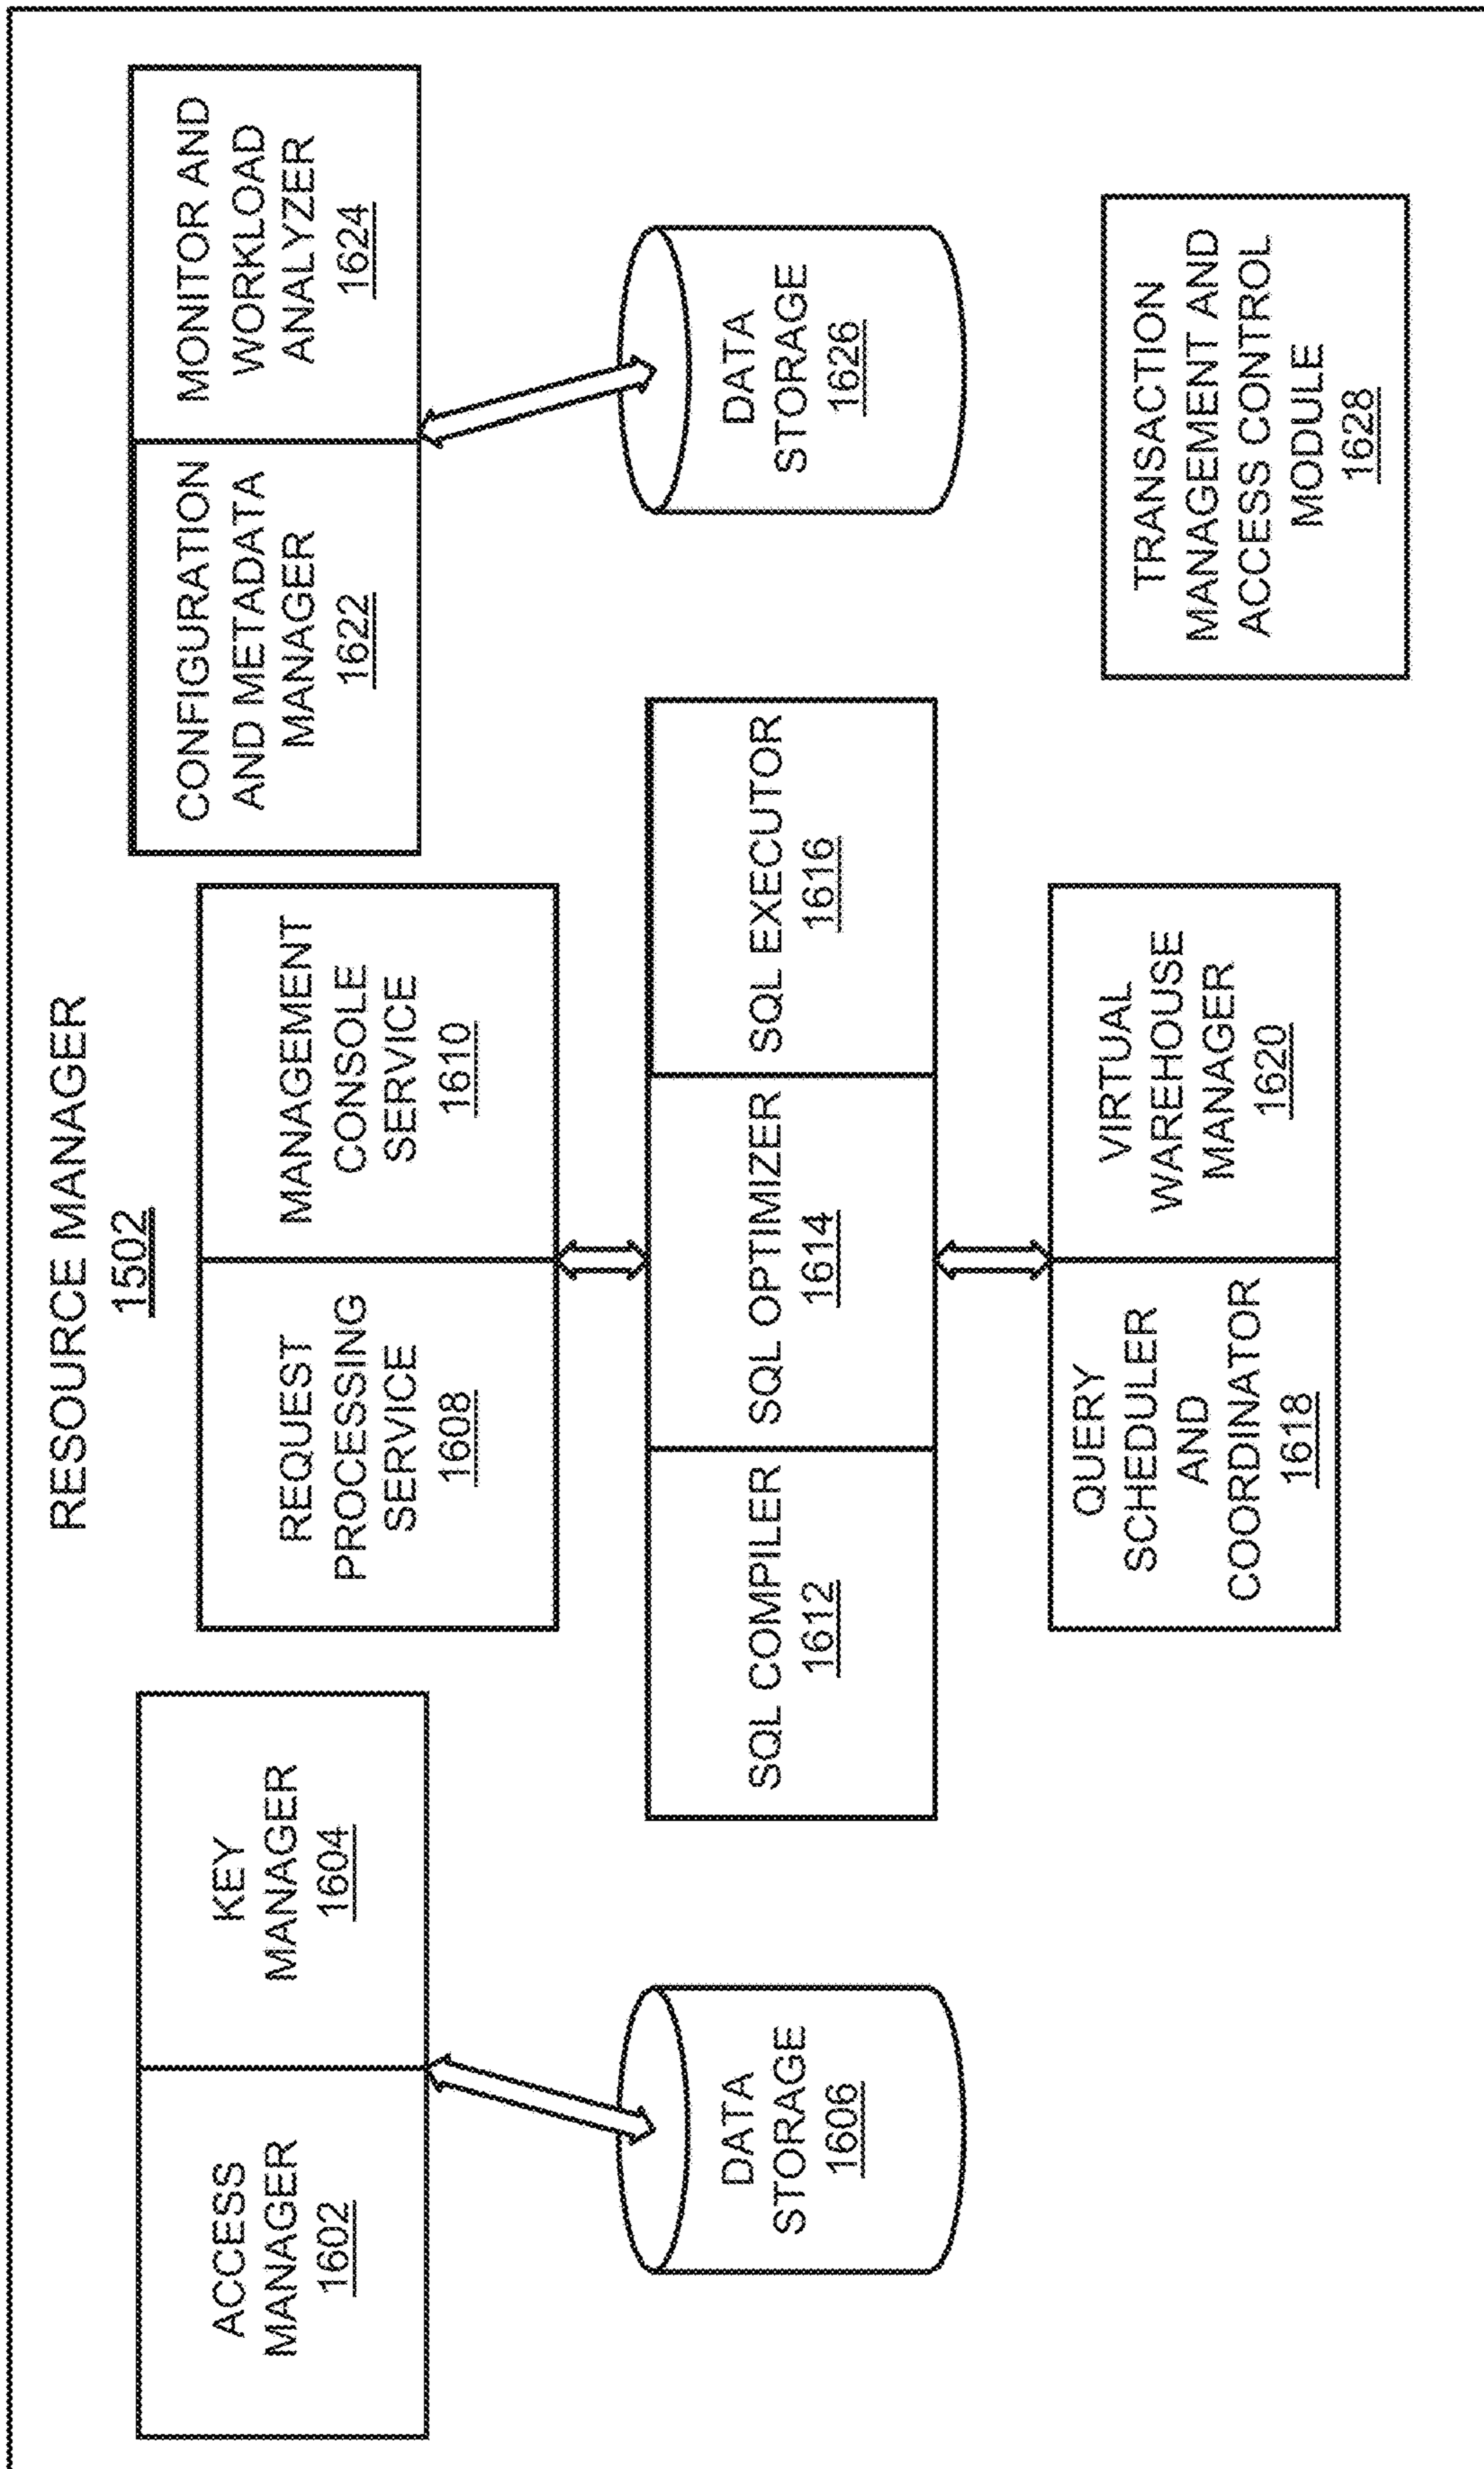 RESOURCE MANAGER
1502
ACCESS
MANAGER
1602
KEY
MANAGER
1604
DATA
STORAGE
1606
REQUEST
PROCESSING
SERVICE
1608
MANAGEMENT
CONSOLE
SERVICE
1610
SQL COMPILER
1612
SQL OPTIMIZER
1614
SQL EXECUTOR
1616
QUERY
SCHEDULER
AND
COORDINATOR
1618
VIRTUAL
WAREHOUSE
MANAGER
1620
CONFIGURATION
AND METADATA
MANAGER
1622
MONITOR AND
WORKLOAD
ANALYZER
1624
DATA
STORAGE
1626
TRANSACTION
MANAGEMENT AND
ACCESS CONTROL
MODULE
1628